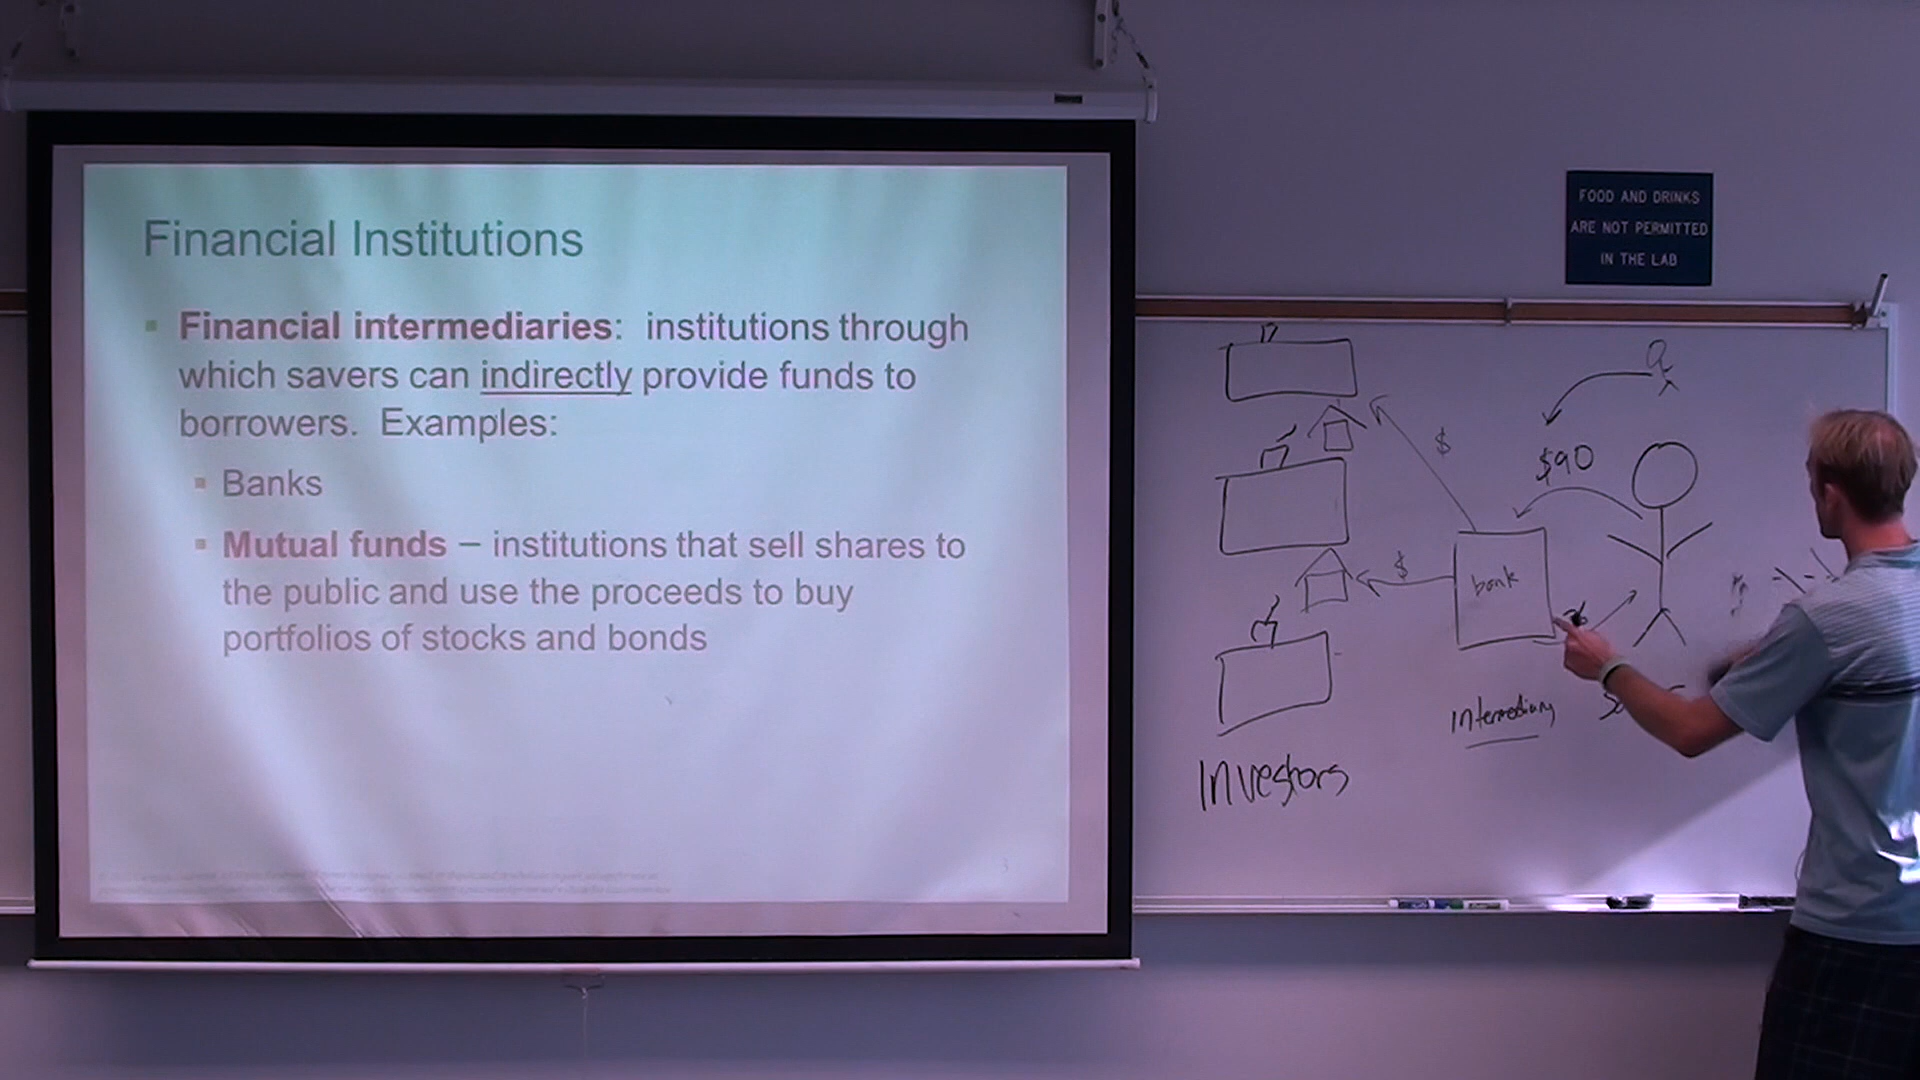 Financial Institutions
Financial intermediaries: institutions through
which savers can indirectly provide funds to
borrowers. Examples:
Banks
Mutual funds – institutions that sell shares to
the public and use the proceeds to buy
portfolios of stocks and bonds
FOOD AND DRINKS
ARE NOT PERMITTED
IN THE LAB
$
$90
$
bank
Intermediary
Investors